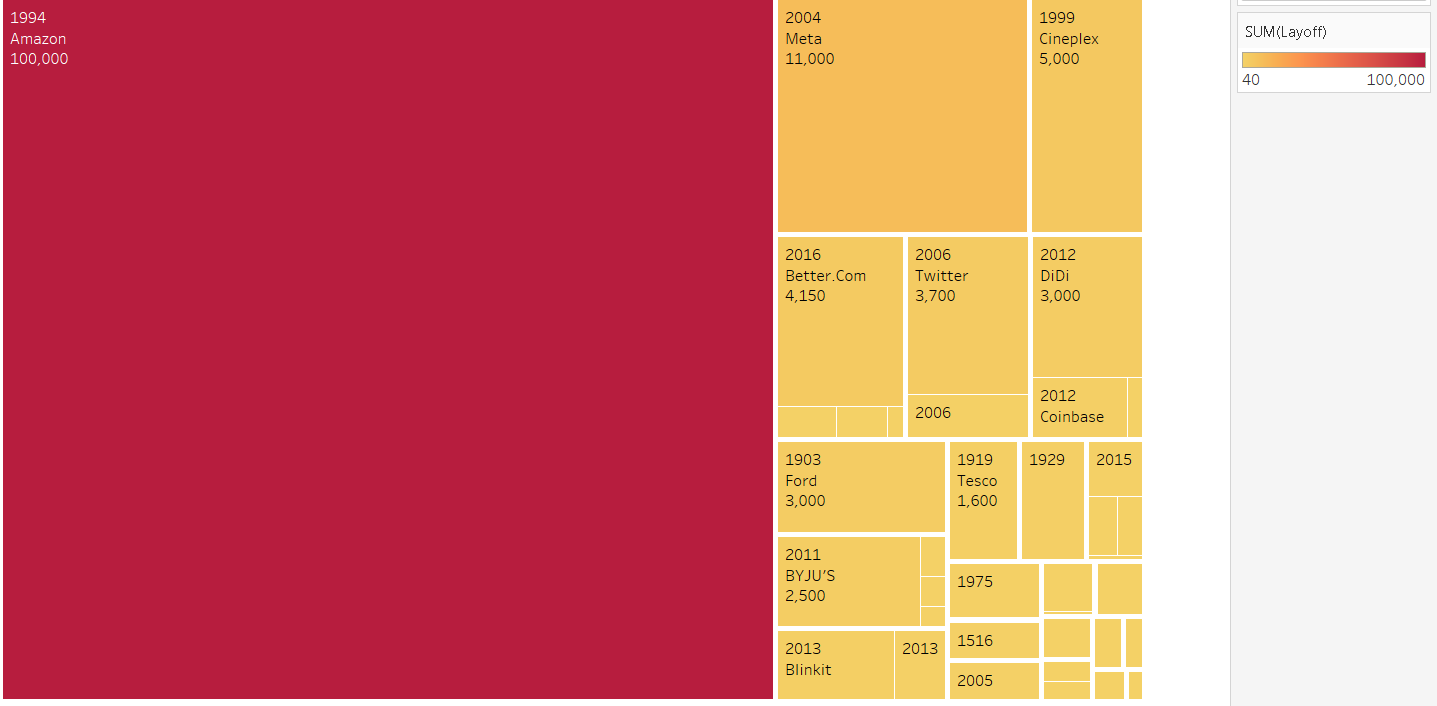 1994
Amazon
100,000
2004
Meta
11,000
1999
Cineplex
5,000
2016
Better.Com
4,150
2006
Twitter
3,700
2006
2012
DiDi
3,000
2012
Coinbase
1903
Ford
3,000
1919
Tesco
1,600
1929
2015
2011
BYJU'S
2,500
1975
1516
2005
2013
Blinkit
2013
SUM(Layoff)
40 100,000